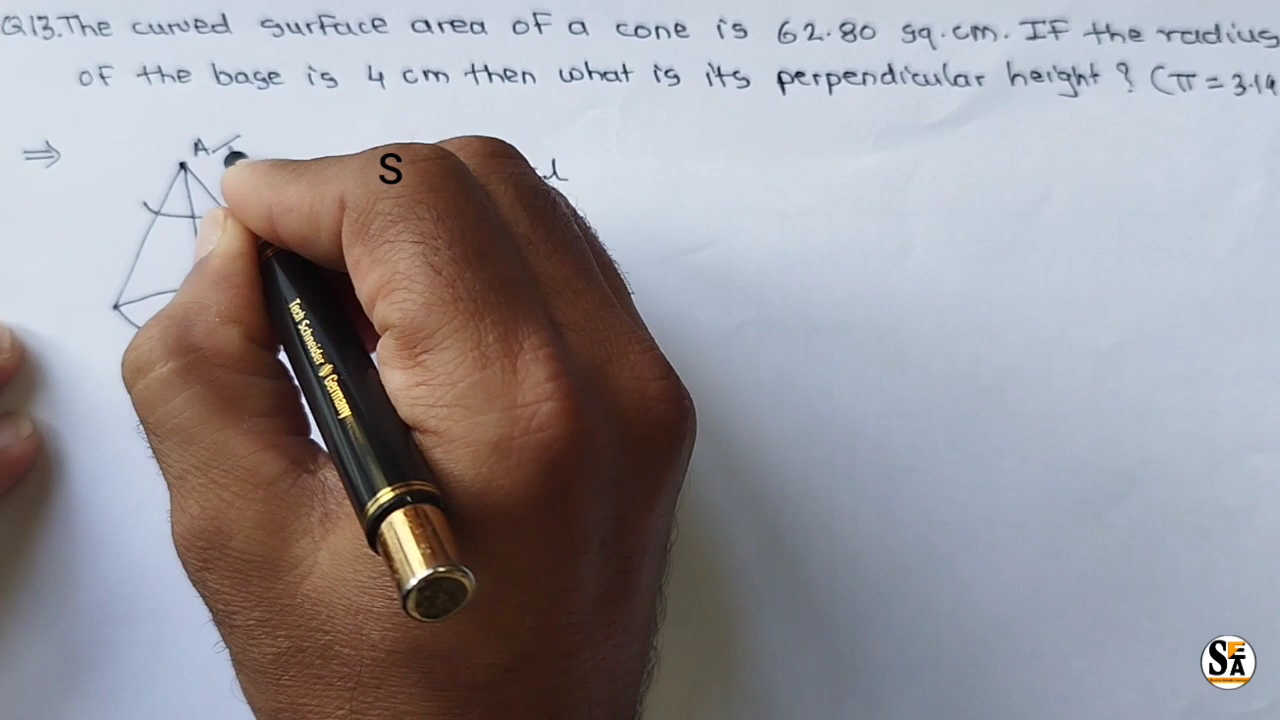 Q13. The curved surface area of a cone is 62.80 sq.cm. If the radius
of the base is 4 cm then what is its perpendicular height? (π = 3.14
⇒
A
S
Tech Schneider Germany
SEA